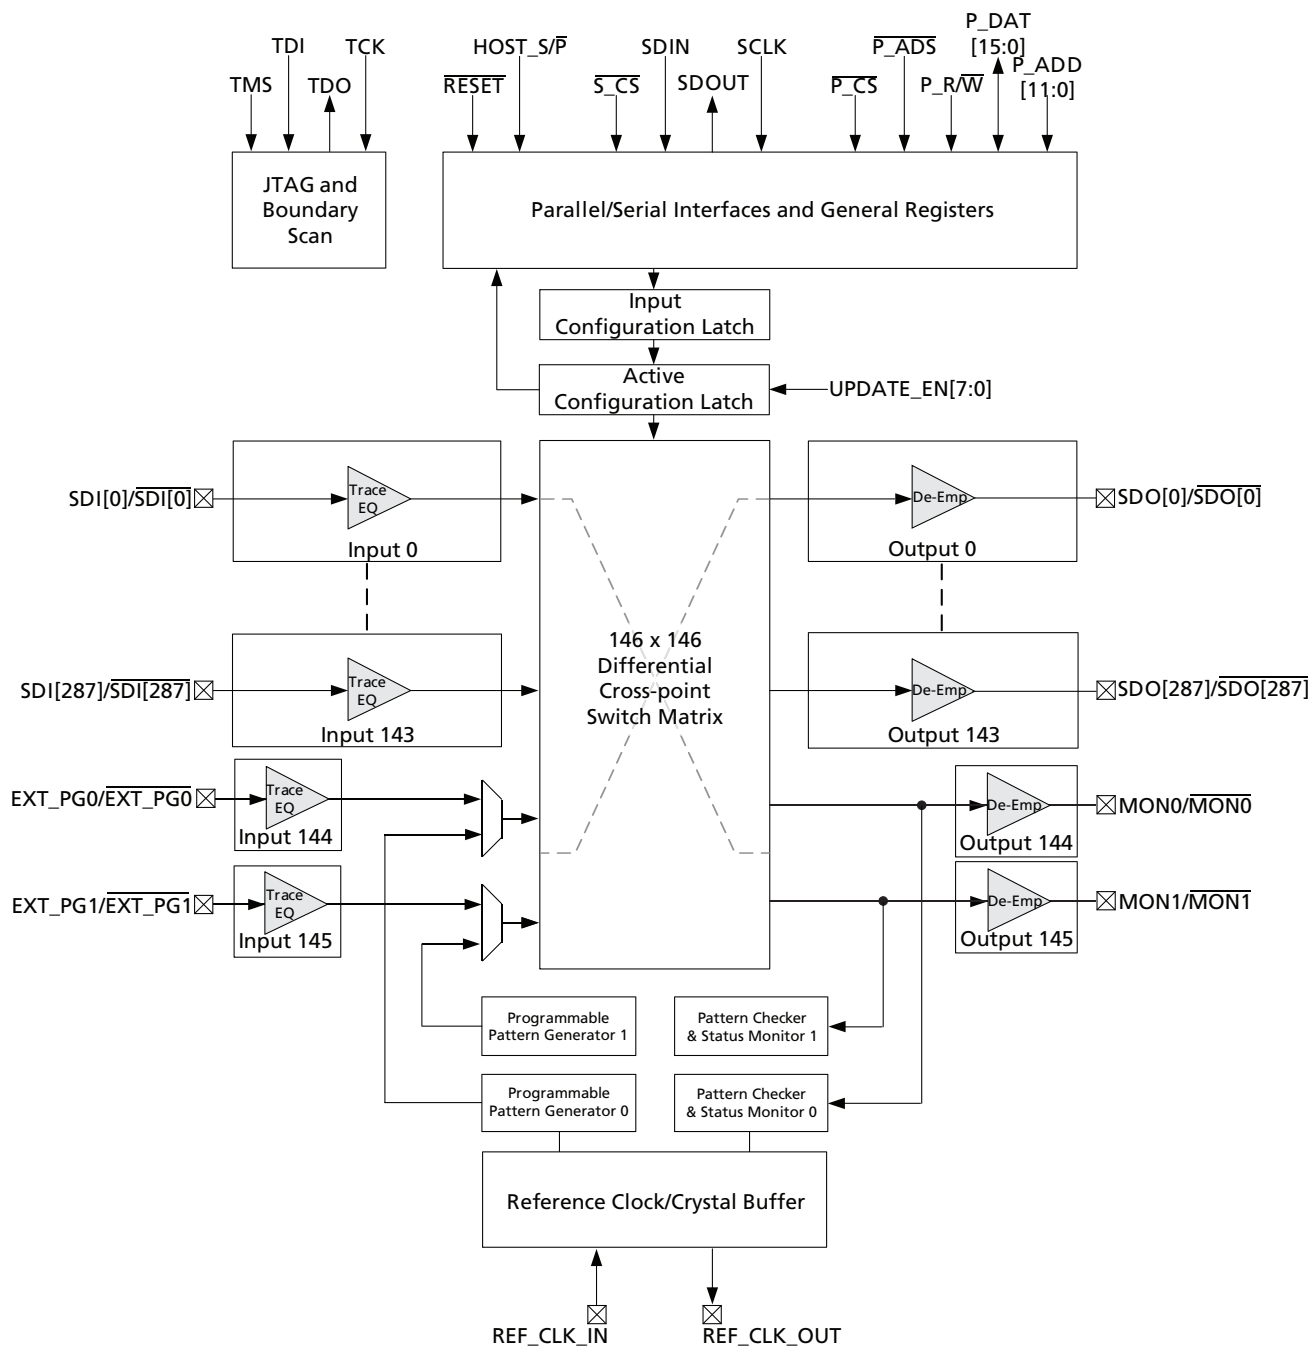 TMS
TDI
TDO
TCK
RESET
HOST_S/P
S_CS
SDIN
SDOUT
SCLK
P_CS
P_ADS
P_R/W
P_DAT
[15:0]
P_ADD
[11:0]
JTAG and
Boundary
Scan
Parallel/Serial Interfaces and General Registers
Input
Configuration Latch
Active
Configuration Latch
UPDATE_EN[7:0]
SDI[0]/SDI[0]
Trace
EQ
Input 0
De-Emp
Output 0
SDO[0]/SDO[0]
146 x 146
Differential
Cross-point
Switch Matrix
SDI[287]/SDI[287]
Trace
EQ
Input 143
De-Emp
Output 143
SDO[287]/SDO[287]
EXT_PG0/EXT_PG0
Trace
EQ
Input 144
De-Emp
Output 144
MON0/MON0
EXT_PG1/EXT_PG1
Trace
EQ
Input 145
De-Emp
Output 145
MON1/MON1
Programmable
Pattern Generator 1
Pattern Checker
& Status Monitor 1
Programmable
Pattern Generator 0
Pattern Checker
& Status Monitor 0
Reference Clock/Crystal Buffer
REF_CLK_IN
REF_CLK_OUT